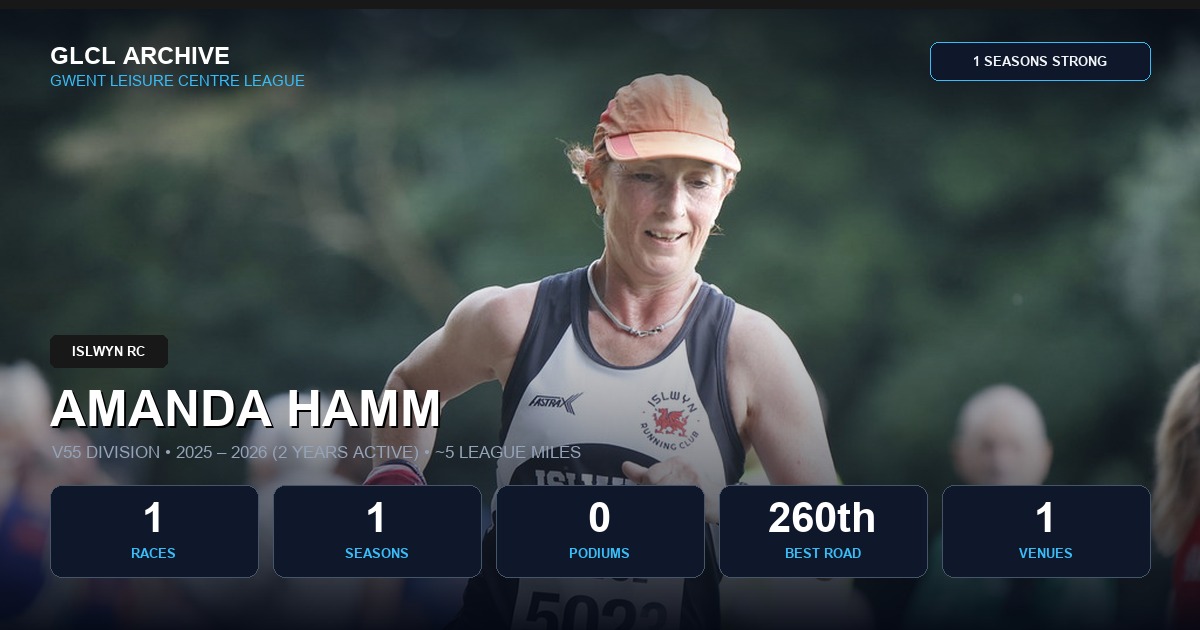 GLCL ARCHIVE
GWENT LEISURE CENTRE LEAGUE
1 SEASONS STRONG
ISLWYN RC
AMANDA HAMM
V55 DIVISION • 2025 – 2026 (2 YEARS ACTIVE) • ~5 LEAGUE MILES
FASTRAX
ISLWYN
RUNNING CLUB
1
RACES
1
SEASONS
0
PODIUMS
260th
BEST ROAD
1
VENUES